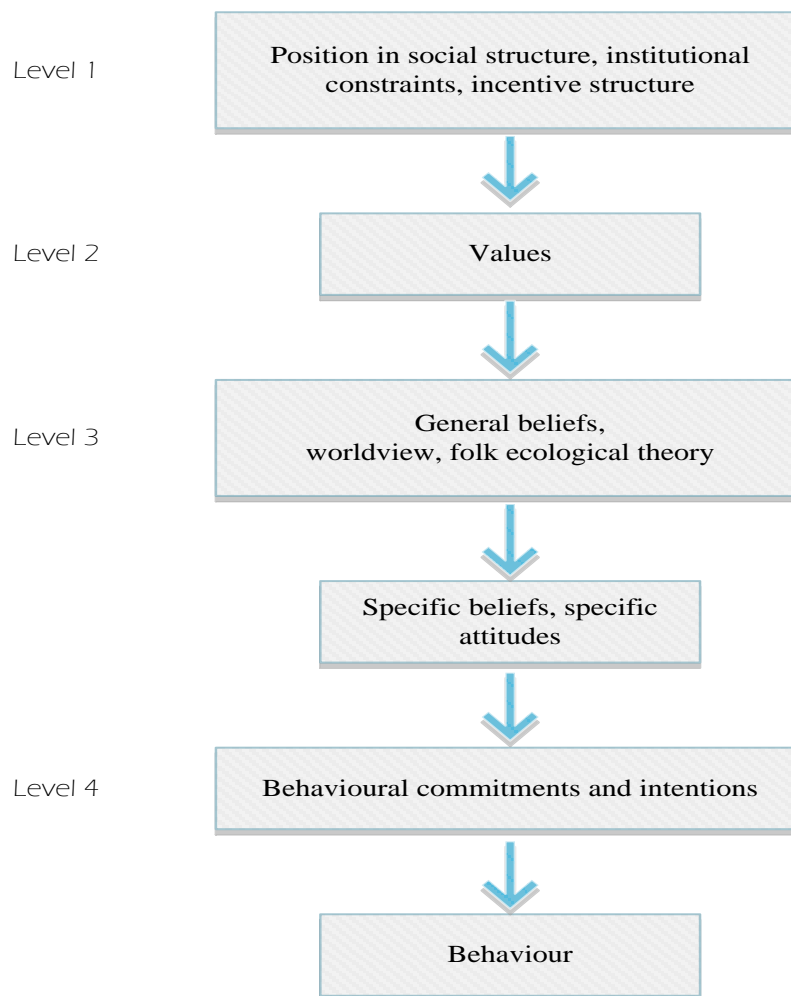 Level 1
Position in social structure, institutional
constraints, incentive structure
Level 2
Values
Level 3
General beliefs,
worldview, folk ecological theory
Specific beliefs, specific
attitudes
Level 4
Behavioural commitments and intentions
Behaviour